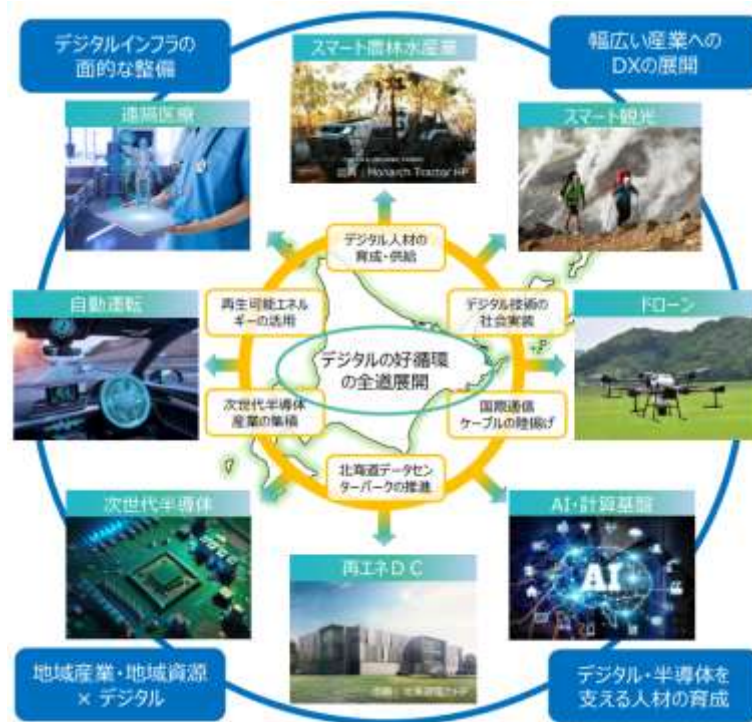 デジタルインフラの
面的な整備
スマート農林水産業
幅広い産業への
DXの展開
遠隔医療
出典：Monarch Tractor HP
スマート観光
デジタル人材の
育成・供給
再生可能エネル
ギーの活用
デジタル技術の
社会実装
自動運転
ドローン
デジタルの好循環
の全道展開
次世代半導体
産業の集積
国際通信
ケーブルの陸揚げ
北海道データセン
ターパークの推進
次世代半導体
AI・計算基盤
AI
再エネＤＣ
地域産業・地域資源
× デジタル
デジタル・半導体を
支える人材の育成